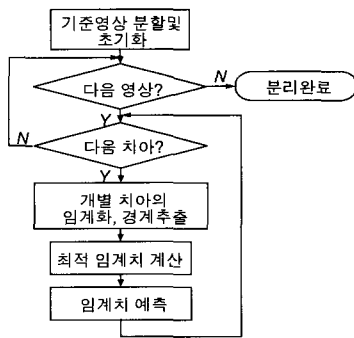 기준영상 분할및
초기화
다음 영상?
N
분리완료
Y
다음 치아?
N
Y
개별 치아의
임계화, 경계추출
최적 임계치 계산
임계치 예측